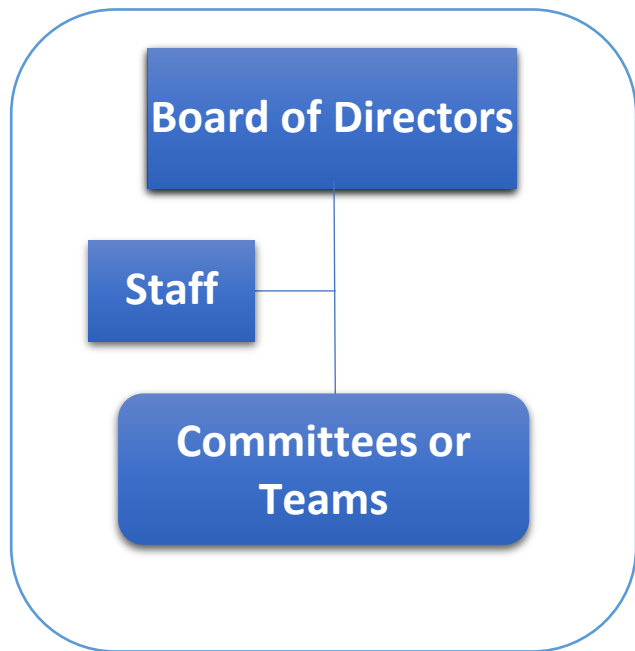 Board of Directors
Staff
Committees or
Teams